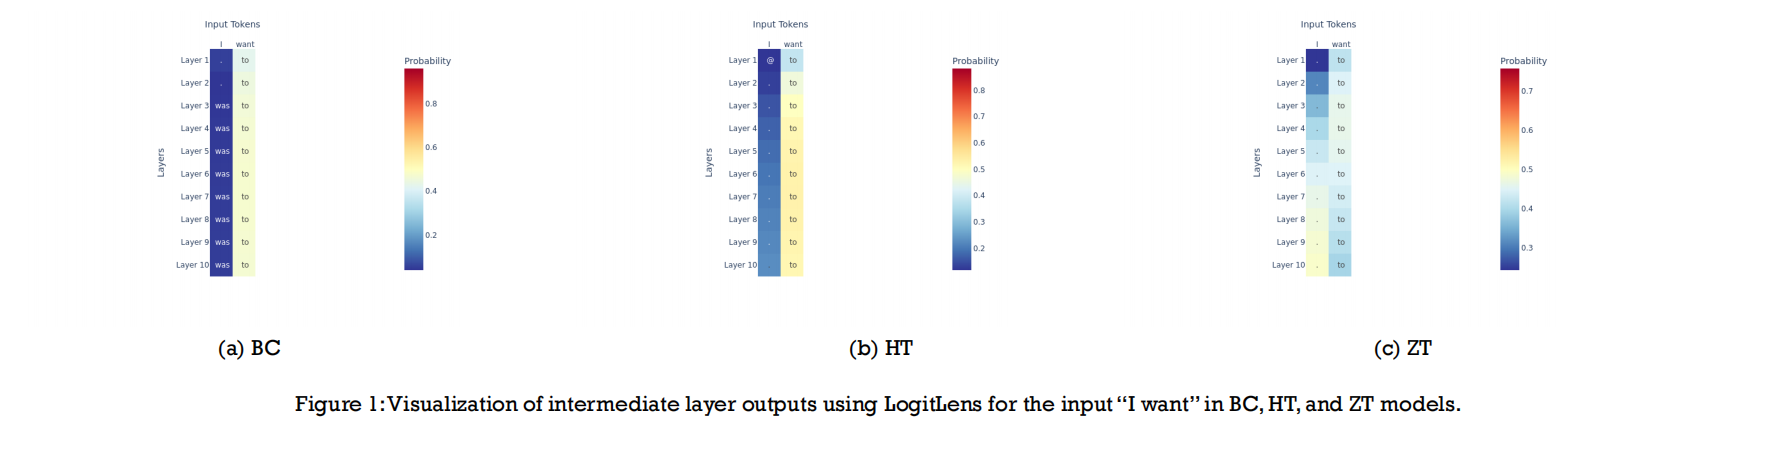 Input Tokens
I want
Layer 1 . to
Layer 2 . to
Layer 3 was to
Layer 4 was to
Layer 5 was to
Layer 6 was to
Layer 7 was to
Layer 8 was to
Layer 9 was to
Layer 10 was to
Layers
Probability
0.8
0.6
0.4
0.2
(a) BC
Input Tokens
I want
Layer 1 @ to
Layer 2 . to
Layer 3 . to
Layer 4 . to
Layer 5 . to
Layer 6 . to
Layer 7 . to
Layer 8 . to
Layer 9 . to
Layer 10 . to
Layers
Probability
0.8
0.7
0.6
0.5
0.4
0.3
0.2
(b) HT
Input Tokens
I want
Layer 1 . to
Layer 2 . to
Layer 3 . to
Layer 4 . to
Layer 5 . to
Layer 6 . to
Layer 7 . to
Layer 8 . to
Layer 9 . to
Layer 10 . to
Layers
Probability
0.7
0.6
0.5
0.4
0.3
(c) ZT
Figure 1: Visualization of intermediate layer outputs using LogitLens for the input “I want” in BC, HT, and ZT models.